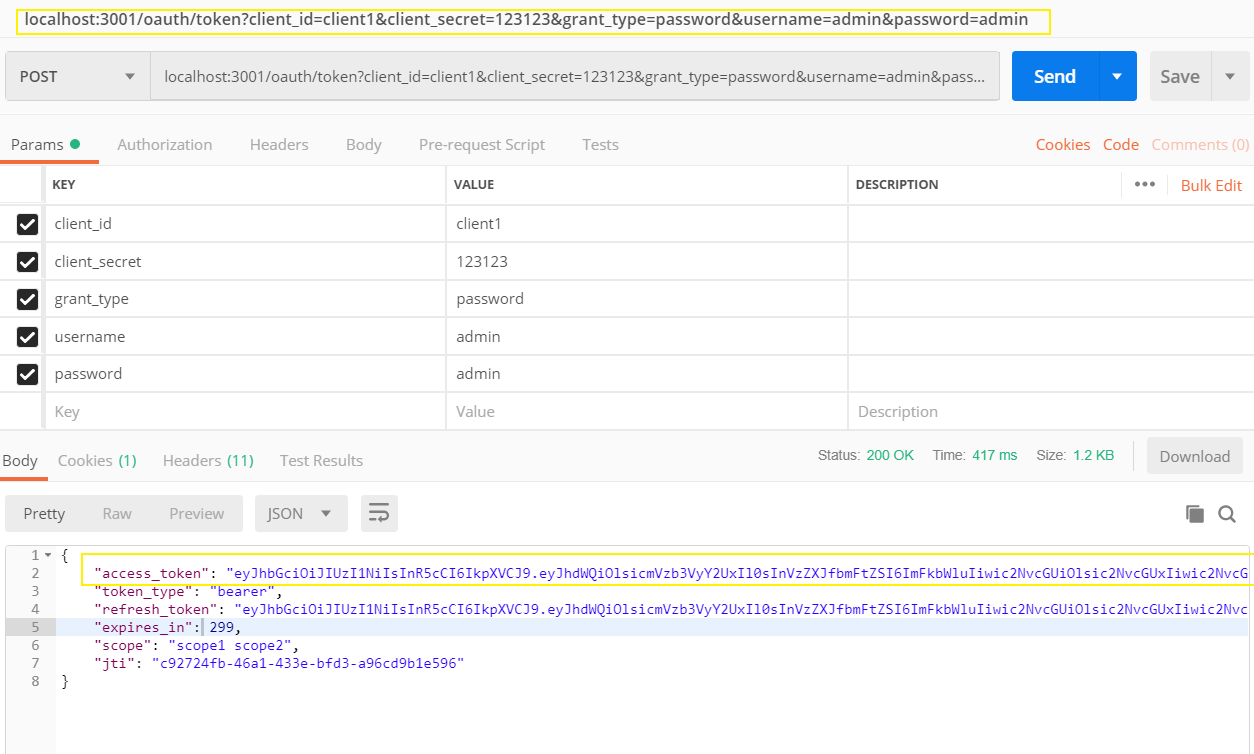 localhost:3001/oauth/token?client_id=client1&client_secret=123123&grant_type=password&username=admin&password=admin
POST localhost:3001/oauth/token?client_id=client1&client_secret=123123&grant_type=password&username=admin&pass... Send Save
Params Authorization Headers Body Pre-request Script Tests Cookies Code Comments (0)
KEY VALUE DESCRIPTION ••• Bulk Edit
client_id client1
client_secret 123123
grant_type password
username admin
password admin
Key Value Description
Body Cookies (1) Headers (11) Test Results Status: 200 OK Time: 417 ms Size: 1.2 KB Download
Pretty Raw Preview JSON
1 {
2 "access_token": "eyJhbGciOiJIUzI1NiIsInR5cCI6IkpXVCJ9.eyJhdWQiOlsicmVzb3VyY2UxIl0sInVzZXJfbmFtZSI6ImFkbWluIiwic2NvcGUiOlsic2NvcGUxIiwic2NvcG
3 "token_type": "bearer",
4 "refresh_token": "eyJhbGciOiJIUzI1NiIsInR5cCI6IkpXVCJ9.eyJhdWQiOlsicmVzb3VyY2UxIl0sInVzZXJfbmFtZSI6ImFkbWluIiwic2NvcGUiOlsic2NvcGUxIiwic2Nvc
5 "expires_in": 299,
6 "scope": "scope1 scope2",
7 "jti": "c92724fb-46a1-433e-bfd3-a96cd9b1e596"
8 }